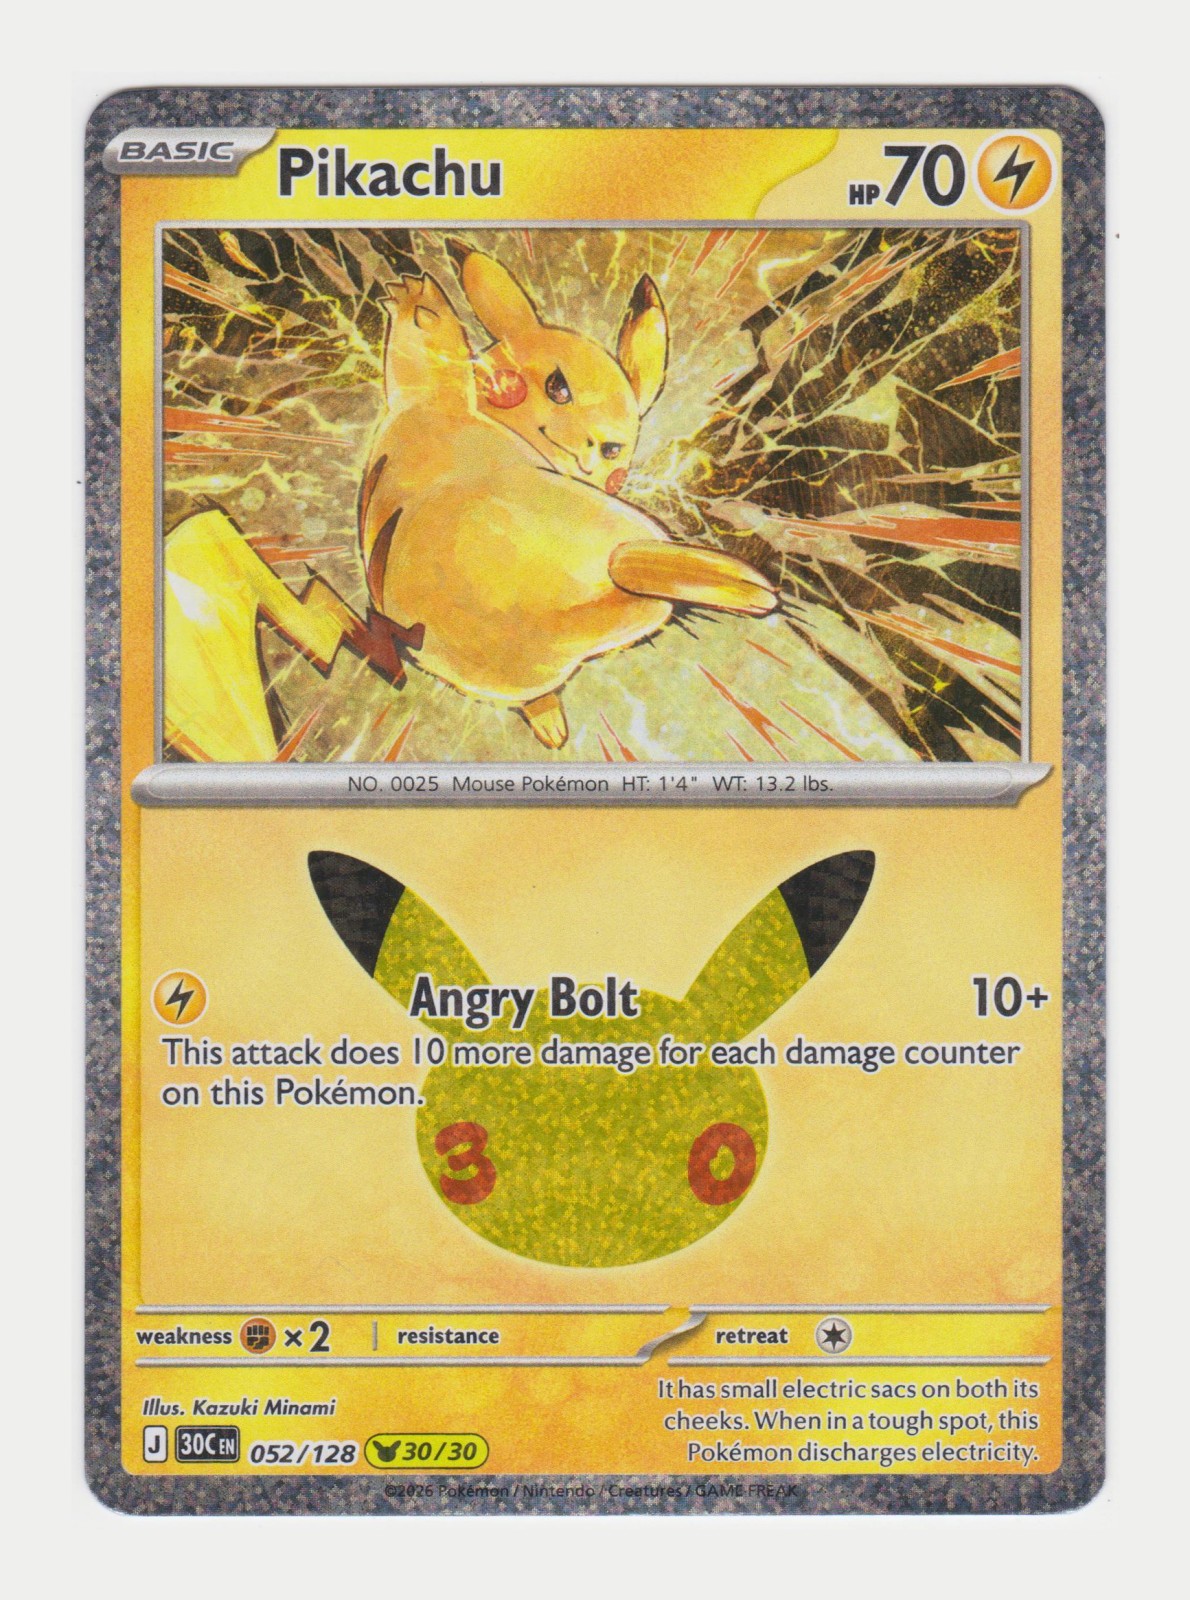 BASIC Pikachu HP 70
NO. 0025 Mouse Pokémon HT: 1'4" WT: 13.2 lbs.
Angry Bolt 10+
This attack does 10 more damage for each damage counter
on this Pokémon.
3 0
weakness ×2 resistance retreat
It has small electric sacs on both its
cheeks. When in a tough spot, this
Pokémon discharges electricity.
Illus. Kazuki Minami
J 30C EN 052/128 30/30
©2026 Pokémon / Nintendo / Creatures / GAME FREAK